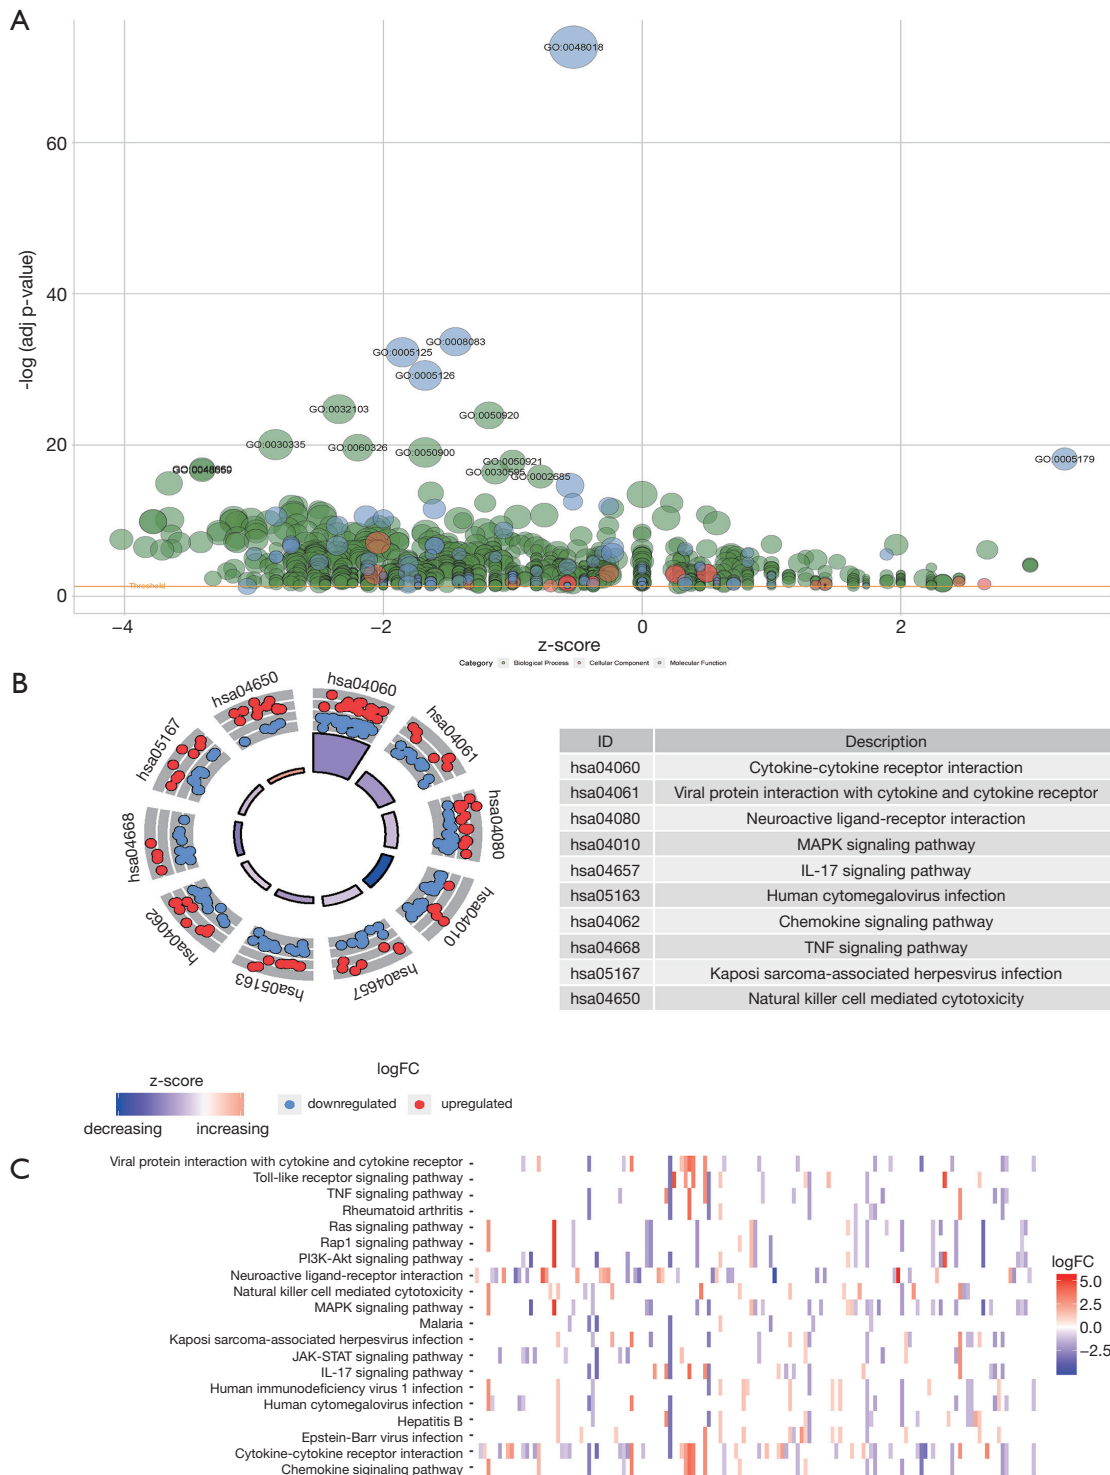 A
GO:0048018
60
-log (adj p-value)
40
GO:0008083
GO:0005125
GO:0005126
GO:0032103
GO:0050920
20
GO:0030335
GO:0060326
GO:0050900
GO:0050921
GO:0030595
GO:0002685
GO:0005179
Threshold
0
−4
−2
0
2
z-score
Category Biological Process Cellular Component Molecular Function
B
hsa04060
hsa04061
hsa04080
hsa04010
hsa04657
hsa05163
hsa04062
hsa04668
hsa05167
hsa04650
ID Description
hsa04060 Cytokine-cytokine receptor interaction
hsa04061 Viral protein interaction with cytokine and cytokine receptor
hsa04080 Neuroactive ligand-receptor interaction
hsa04010 MAPK signaling pathway
hsa04657 IL-17 signaling pathway
hsa05163 Human cytomegalovirus infection
hsa04062 Chemokine signaling pathway
hsa04668 TNF signaling pathway
hsa05167 Kaposi sarcoma-associated herpesvirus infection
hsa04650 Natural killer cell mediated cytotoxicity
z-score
decreasing increasing
logFC
downregulated upregulated
C
Viral protein interaction with cytokine and cytokine receptor
Toll-like receptor signaling pathway
TNF signaling pathway
Rheumatoid arthritis
Ras signaling pathway
Rap1 signaling pathway
PI3K-Akt signaling pathway
Neuroactive ligand-receptor interaction
Natural killer cell mediated cytotoxicity
MAPK signaling pathway
Malaria
Kaposi sarcoma-associated herpesvirus infection
JAK-STAT signaling pathway
IL-17 signaling pathway
Human immunodeficiency virus 1 infection
Human cytomegalovirus infection
Hepatitis B
Epstein-Barr virus infection
Cytokine-cytokine receptor interaction
Chemokine signaling pathway
logFC
5.0
2.5
0.0
−2.5